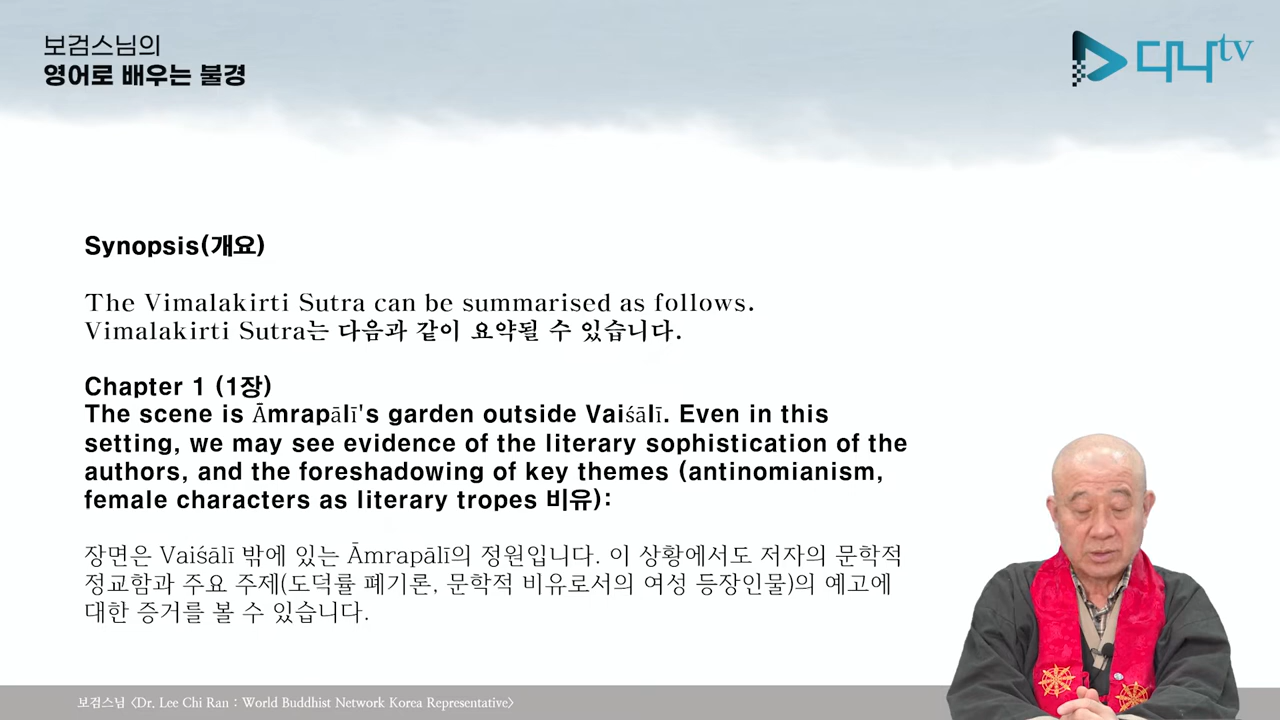 보검스님의
영어로 배우는 불경
다나tv
Synopsis(개요)
The Vimalakirti Sutra can be summarised as follows.
Vimalakirti Sutra는 다음과 같이 요약될 수 있습니다.
Chapter 1 (1장)
The scene is Āmrapālī's garden outside Vaiśālī. Even in this
setting, we may see evidence of the literary sophistication of the
authors, and the foreshadowing of key themes (antinomianism,
female characters as literary tropes 비유):
장면은 Vaiśālī 밖에 있는 Āmrapālī의 정원입니다. 이 상황에서도 저자의 문학적
정교함과 주요 주제(도덕률 폐기론, 문학적 비유로서의 여성 등장인물)의 예고에
대한 증거를 볼 수 있습니다.
보검스님 <Dr. Lee Chi Ran : World Buddhist Network Korea Representative>